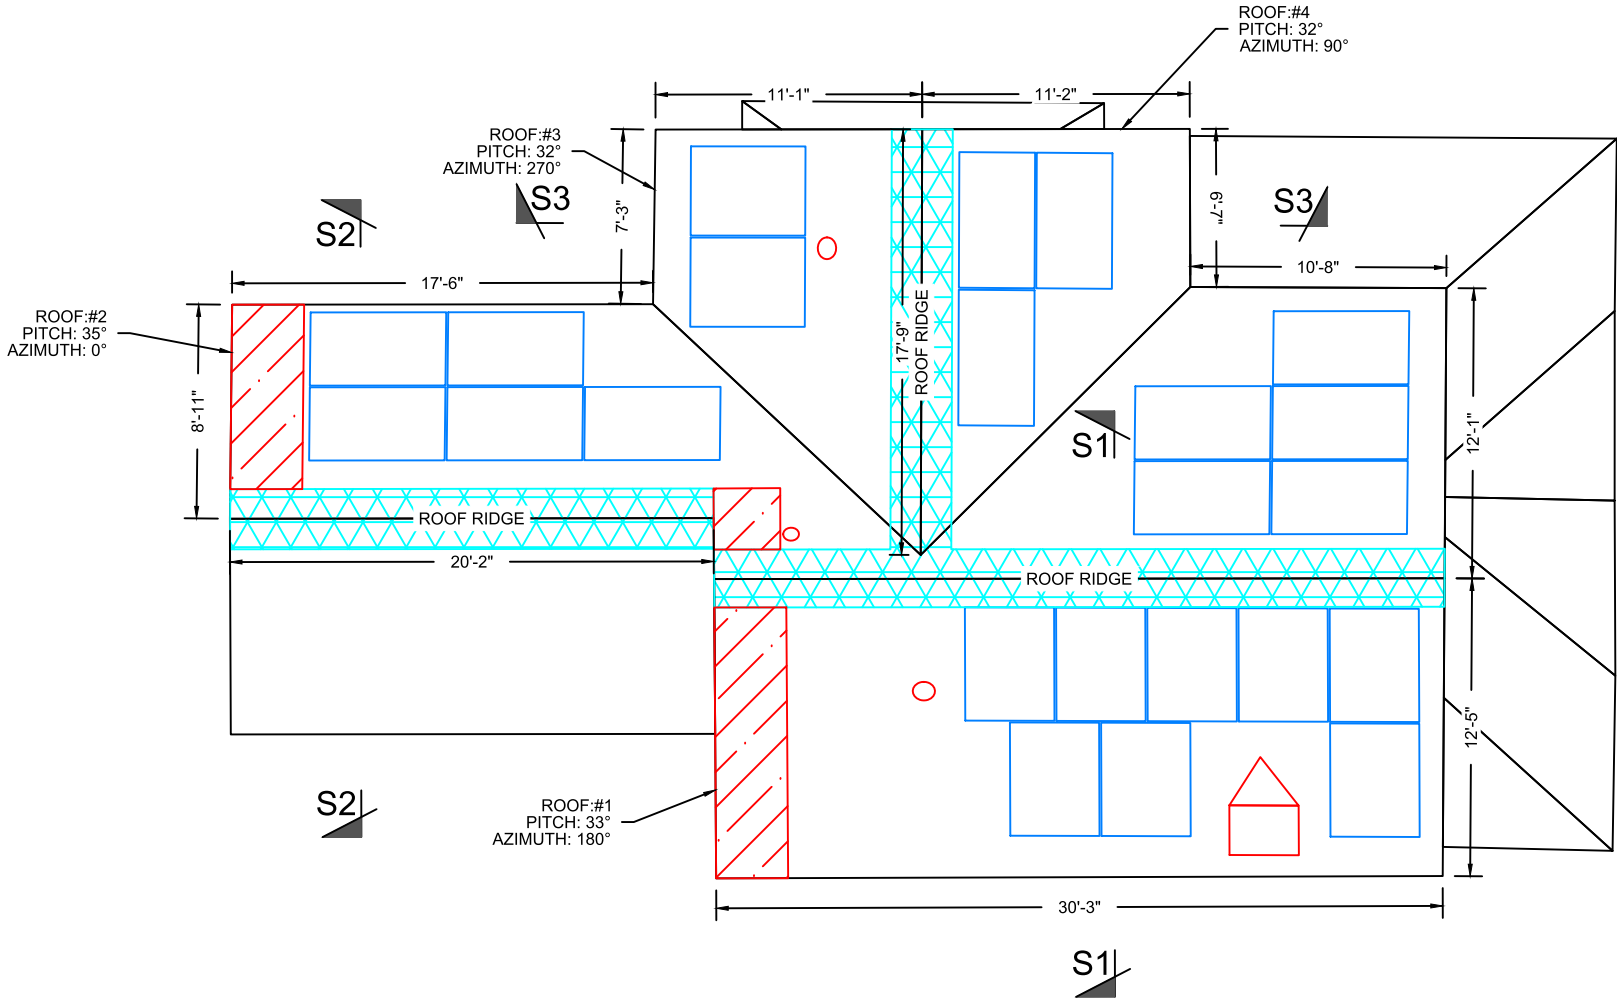 ROOF:#4
PITCH: 32°
AZIMUTH: 90°
11'-1"
11'-2"
ROOF:#3
PITCH: 32°
AZIMUTH: 270°
S3
S2
7'-3"
6'-7"
S3
17'-6"
10'-8"
ROOF:#2
PITCH: 35°
AZIMUTH: 0°
8'-11"
17'-9"
ROOF RIDGE
S1
12'-1"
ROOF RIDGE
20'-2"
ROOF RIDGE
12'-5"
S2
ROOF:#1
PITCH: 33°
AZIMUTH: 180°
30'-3"
S1